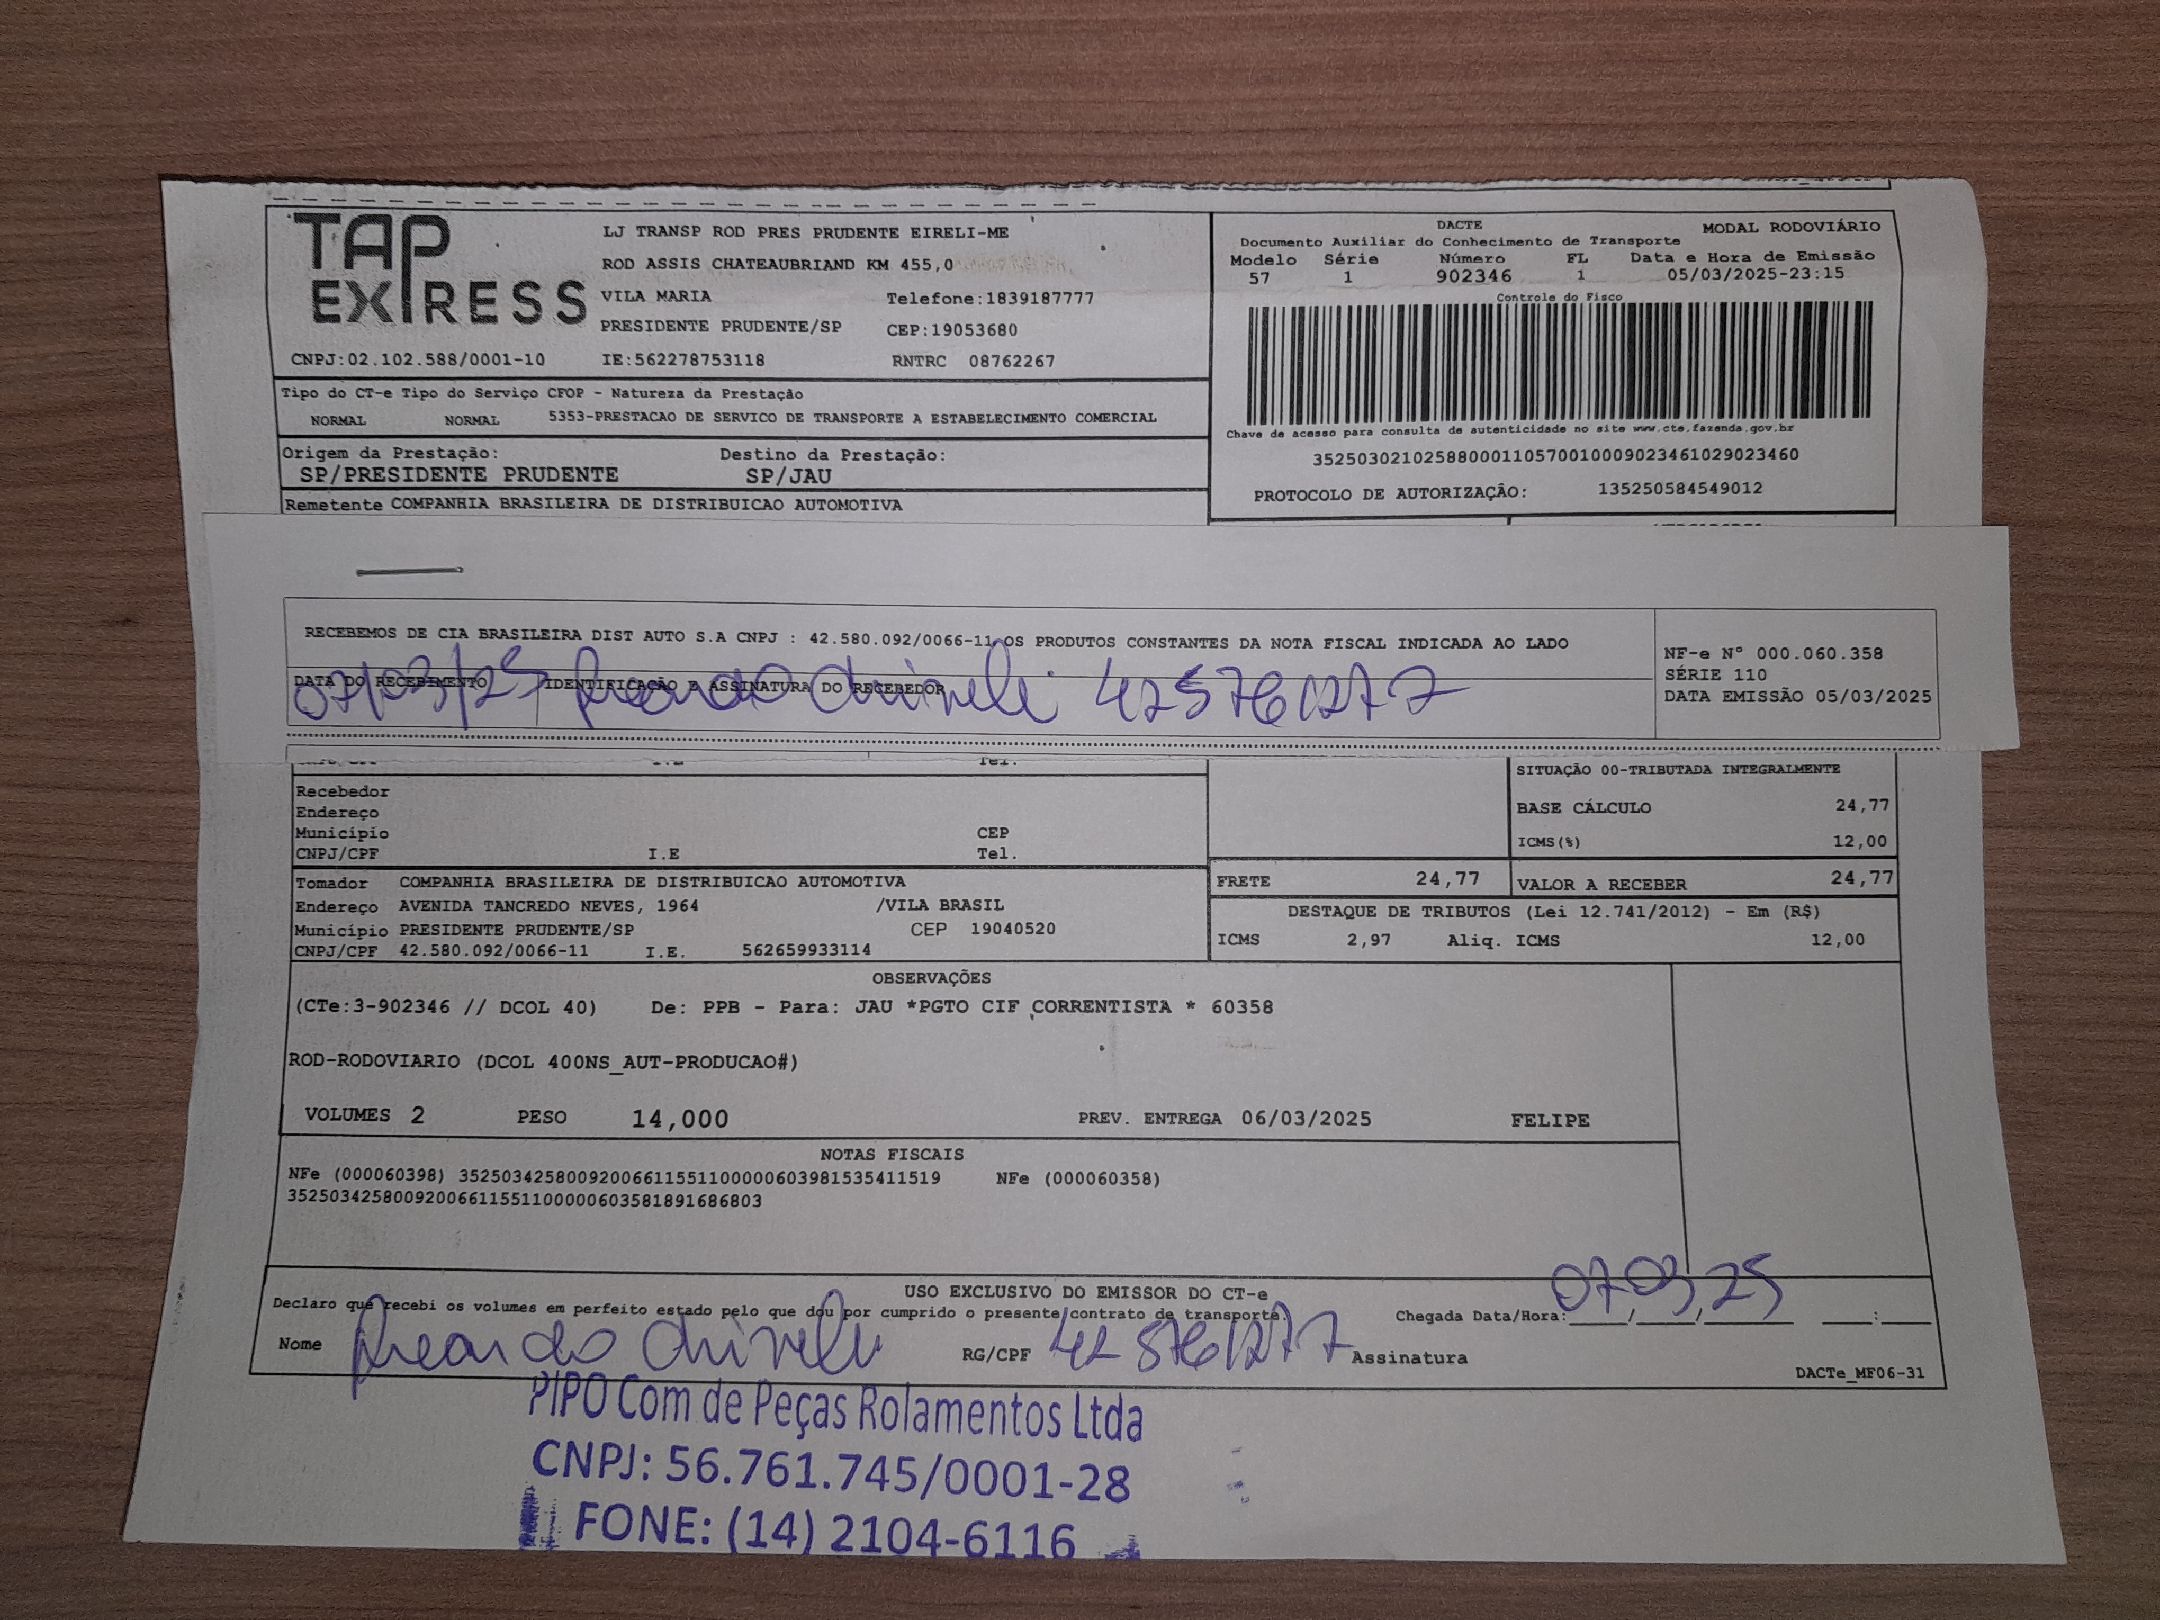 TAP
EXPRESS
LJ TRANSP ROD PRES PRUDENTE EIRELI-ME
ROD ASSIS CHATEAUBRIAND KM 455,0
VILA MARIA Telefone:1839187777
PRESIDENTE PRUDENTE/SP CEP:19053680
CNPJ:02.102.588/0001-10 IE:562278753118 RNTRC 08762267
DACTE MODAL RODOVIÁRIO
Documento Auxiliar do Conhecimento de Transporte
Modelo Série Número FL Data e Hora de Emissão
57 1 902346 1 05/03/2025-23:15
Controle do Fisco
Chave de acesso para consulta de autenticidade no site www.cte.fazenda.gov.br
35250302102588000110570010009023461029023460
PROTOCOLO DE AUTORIZAÇÃO: 135250584549012
Tipo do CT-e Tipo do Serviço CFOP - Natureza da Prestação
NORMAL NORMAL 5353-PRESTACAO DE SERVICO DE TRANSPORTE A ESTABELECIMENTO COMERCIAL
Origem da Prestação: Destino da Prestação:
SP/PRESIDENTE PRUDENTE SP/JAU
Remetente COMPANHIA BRASILEIRA DE DISTRIBUICAO AUTOMOTIVA
RECEBEMOS DE CIA BRASILEIRA DIST AUTO S.A CNPJ : 42.580.092/0066-11 OS PRODUTOS CONSTANTES DA NOTA FISCAL INDICADA AO LADO
DATA DO RECEBIMENTO IDENTIFICAÇÃO E ASSINATURA DO RECEBEDOR
07/03/25 425761277
NF-e N° 000.060.358
SÉRIE 110
DATA EMISSÃO 05/03/2025
Tel.
Recebedor
Endereço
Município CEP
CNPJ/CPF I.E Tel.
SITUAÇÃO 00-TRIBUTADA INTEGRALMENTE
BASE CÁLCULO 24,77
ICMS(%) 12,00
FRETE 24,77 VALOR A RECEBER 24,77
DESTAQUE DE TRIBUTOS (Lei 12.741/2012) - Em (R$)
ICMS 2,97 Aliq. ICMS 12,00
Tomador COMPANHIA BRASILEIRA DE DISTRIBUICAO AUTOMOTIVA
Endereço AVENIDA TANCREDO NEVES, 1964 /VILA BRASIL
Município PRESIDENTE PRUDENTE/SP CEP 19040520
CNPJ/CPF 42.580.092/0066-11 I.E. 562659933114
OBSERVAÇÕES
(CTe:3-902346 // DCOL 40) De: PPB - Para: JAU *PGTO CIF CORRENTISTA * 60358
ROD-RODOVIARIO (DCOL 400NS_AUT-PRODUCAO#)
VOLUMES 2 PESO 14,000 PREV. ENTREGA 06/03/2025 FELIPE
NOTAS FISCAIS
NFe (000060398) 35250342580092006611551100000603981535411519 NFe (000060358)
35250342580092006611551100000603581891686803
USO EXCLUSIVO DO EMISSOR DO CT-e
Declaro que recebi os volumes em perfeito estado pelo que dou por cumprido o presente contrato de transporte.
Chegada Data/Hora: 07/03/25 :
Nome RG/CPF 425761277 Assinatura
DACTe_MF06-31
PIPO Com de Peças Rolamentos Ltda
CNPJ: 56.761.745/0001-28
FONE: (14) 2104-6116